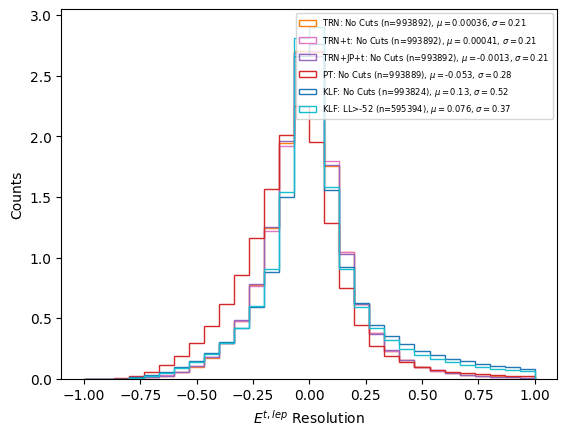 TRN: No Cuts (n=993892), μ=0.00036, σ=0.21
TRN+t: No Cuts (n=993892), μ=0.00041, σ=0.21
TRN+JP+t: No Cuts (n=993892), μ=-0.0013, σ=0.21
PT: No Cuts (n=993889), μ=-0.053, σ=0.28
KLF: No Cuts (n=993824), μ=0.13, σ=0.52
KLF: LL>-52 (n=595394), μ=0.076, σ=0.37
3.0
2.5
2.0
1.5
1.0
0.5
0.0
Counts
−1.00 −0.75 −0.50 −0.25 0.00 0.25 0.50 0.75 1.00
E^{t, lep} Resolution